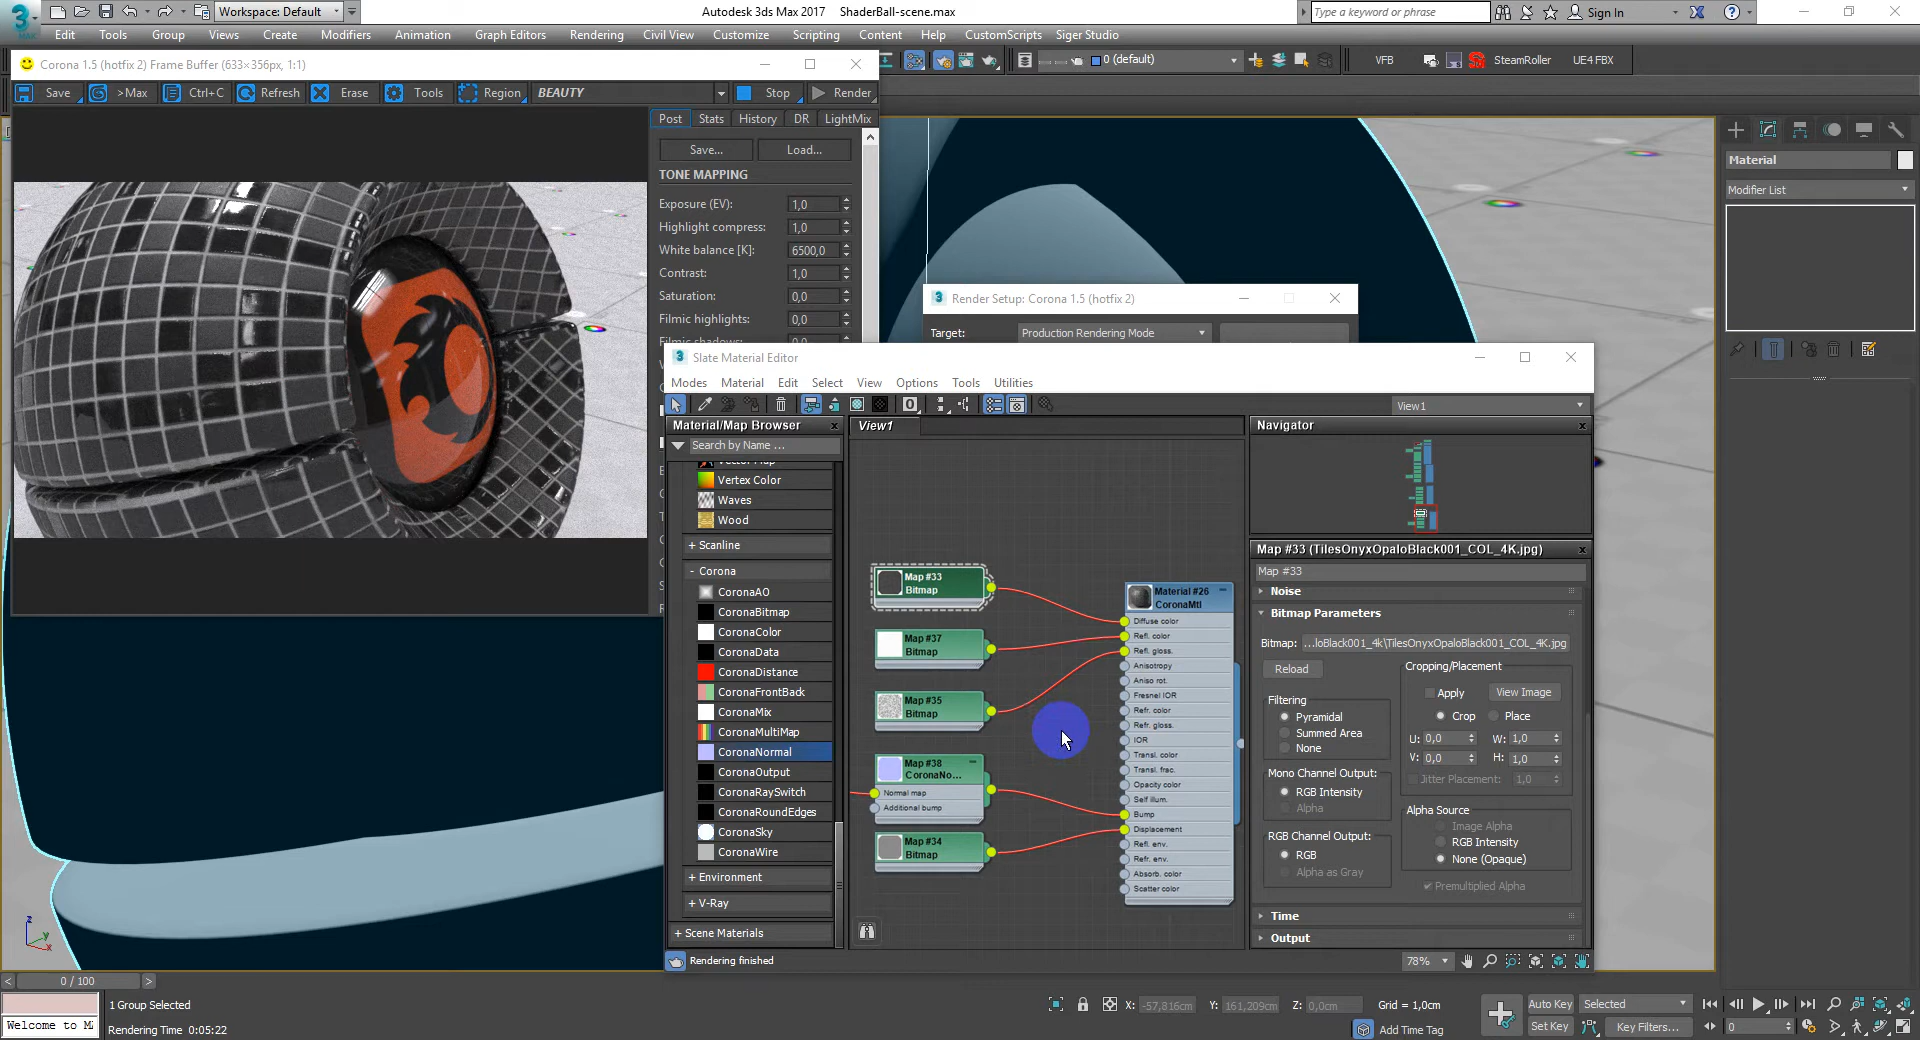 Workspace: Default
Autodesk 3ds Max 2017
ShaderBall-scene.max
Type a keyword or phrase
Sign In
Edit
Tools
Group
Views
Create
Modifiers
Animation
Graph Editors
Rendering
Civil View
Customize
Scripting
Content
Help
CustomScripts
Siger Studio
Corona 1.5 (hotfix 2) Frame Buffer (633×356px, 1:1)
0 (default)
VFB
SteamRoller
UE4 FBX
Save
>Max
Ctrl+C
Refresh
Erase
Tools
Region
BEAUTY
Stop
Render
Post
Stats
History
DR
LightMix
Save...
Load...
TONE MAPPING
Exposure (EV):
1,0
Highlight compress:
1,0
White balance [K]:
6500,0
Contrast:
1,0
Saturation:
0,0
Filmic highlights:
0,0
Material
Modifier List
Render Setup: Corona 1.5 (hotfix 2)
Target:
Production Rendering Mode
Slate Material Editor
Modes
Material
Edit
Select
View
Options
Tools
Utilities
View1
Material/Map Browser
Search by Name ...
Vertex Color
Waves
Wood
+ Scanline
- Corona
CoronaAO
CoronaBitmap
CoronaColor
CoronaData
CoronaDistance
CoronaFrontBack
CoronaMix
CoronaMultiMap
CoronaNormal
CoronaOutput
CoronaRaySwitch
CoronaRoundEdges
CoronaSky
CoronaWire
+ Environment
+ V-Ray
+ Scene Materials
View1
Map #33
Bitmap
Map #37
Bitmap
Map #35
Bitmap
Map #38
CoronaNo...
Normal map
Additional bump
Map #34
Bitmap
Material #26
CoronaMtl
Diffuse color
Refl. color
Refl. gloss.
Anisotropy
Aniso rot.
Fresnel IOR
Refr. color
Refr. gloss.
IOR
Transl. color
Transl. frac.
Opacity color
Self illum.
Bump
Displacement
Refl. env.
Refr. env.
Absorb. color
Scatter color
Navigator
Map #33 (TilesOnyxOpaloBlack001_COL_4K.jpg)
Map #33
Noise
Bitmap Parameters
Bitmap:
...loBlack001_4k\TilesOnyxOpaloBlack001_COL_4K.jpg
Reload
Cropping/Placement
Apply
View Image
Crop
Place
U: 0,0
W: 1,0
V: 0,0
H: 1,0
Jitter Placement:
1,0
Filtering
Pyramidal
Summed Area
None
Mono Channel Output:
RGB Intensity
Alpha
RGB Channel Output:
RGB
Alpha as Gray
Alpha Source
Image Alpha
RGB Intensity
None (Opaque)
Premultiplied Alpha
Time
Output
Rendering finished
78%
0 / 100
1 Group Selected
Rendering Time 0:05:22
Welcome to M
X:
-57,816cm
Y:
161,209cm
Z:
0,0cm
Grid = 1,0cm
Add Time Tag
Auto Key
Selected
Set Key
Key Filters...
0